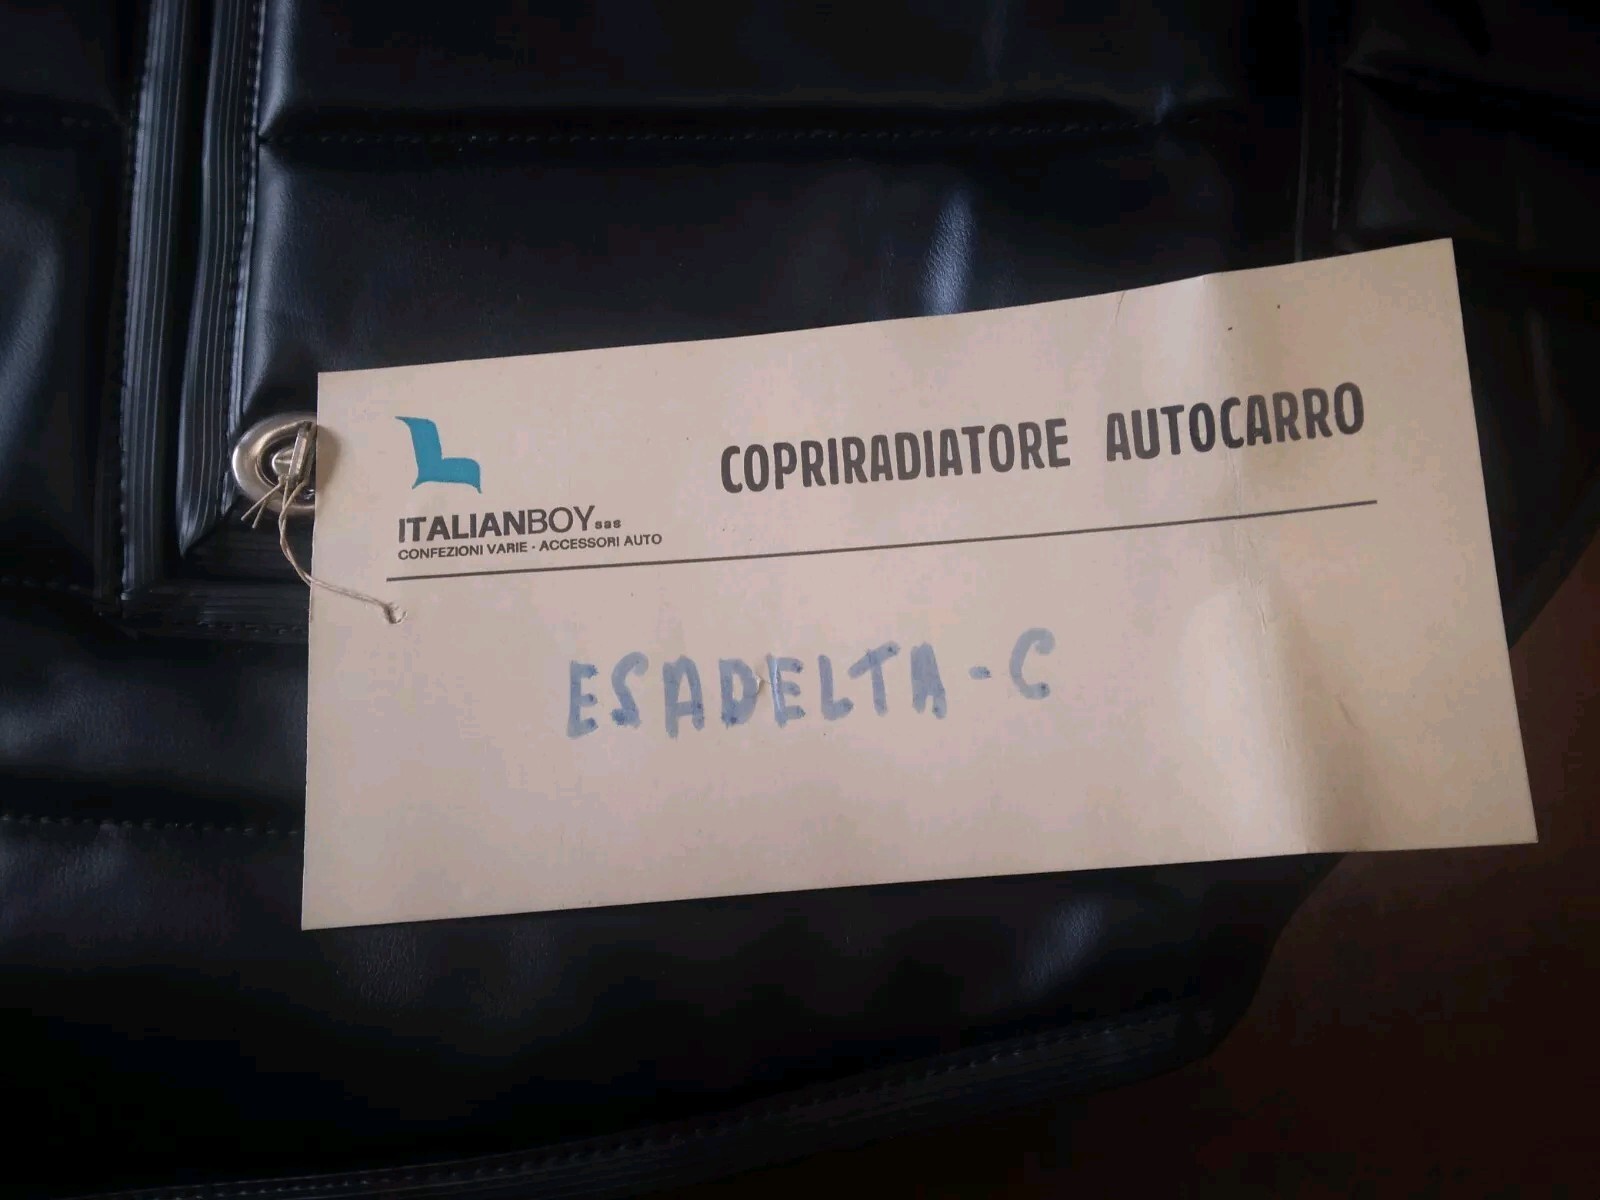 COPRIRADIATORE AUTOCARRO
ITALIANBOY sas
CONFEZIONI VARIE - ACCESSORI AUTO
ESADELTA-C